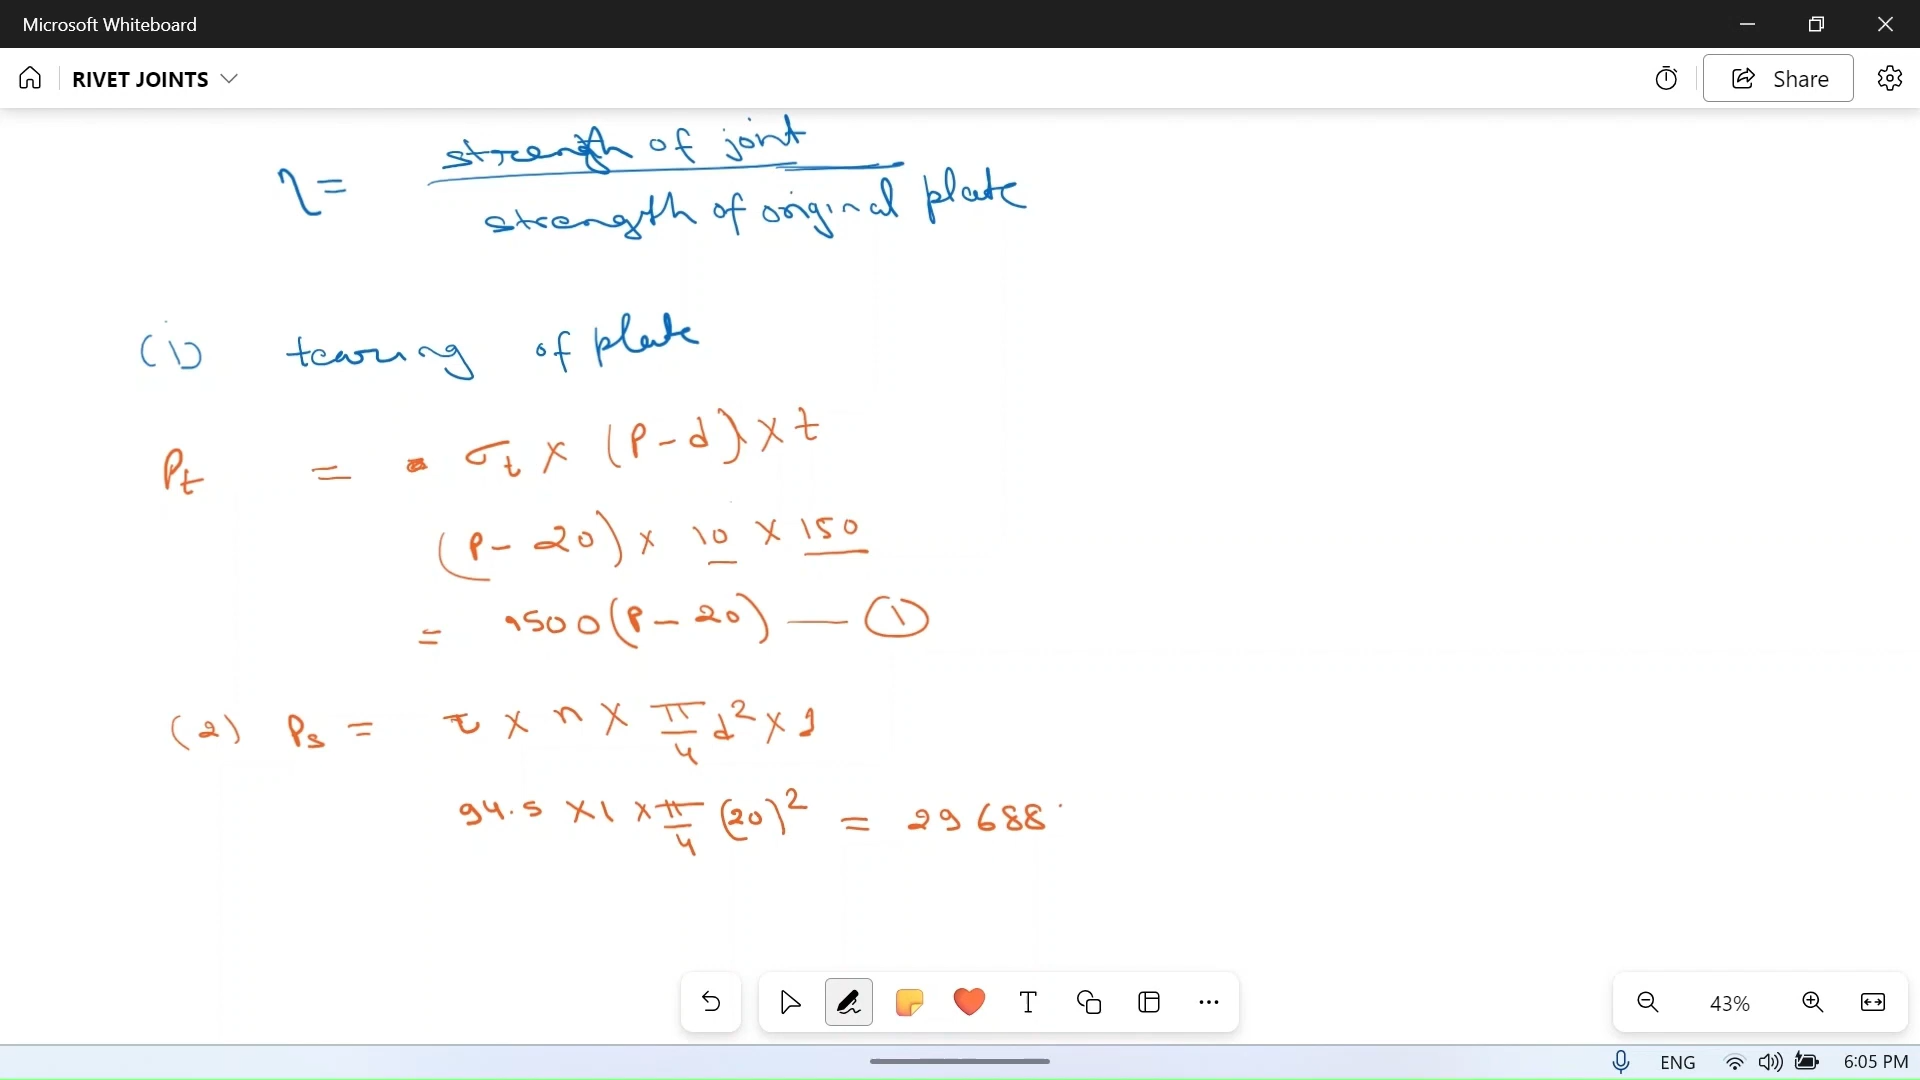 Microsoft Whiteboard
RIVET JOINTS
Share
η = strength of joint
strength of original plate
(1) tearing of plate
Pt = σt × (P-d) × t
(P- 20) × 10 × 150
= 1500 (P - 20) — ①
(2) Ps = τ × n × π/4 d² × 1
94.5 × 1 × π/4 (20)² = 29688
43%
ENG
6:05 PM